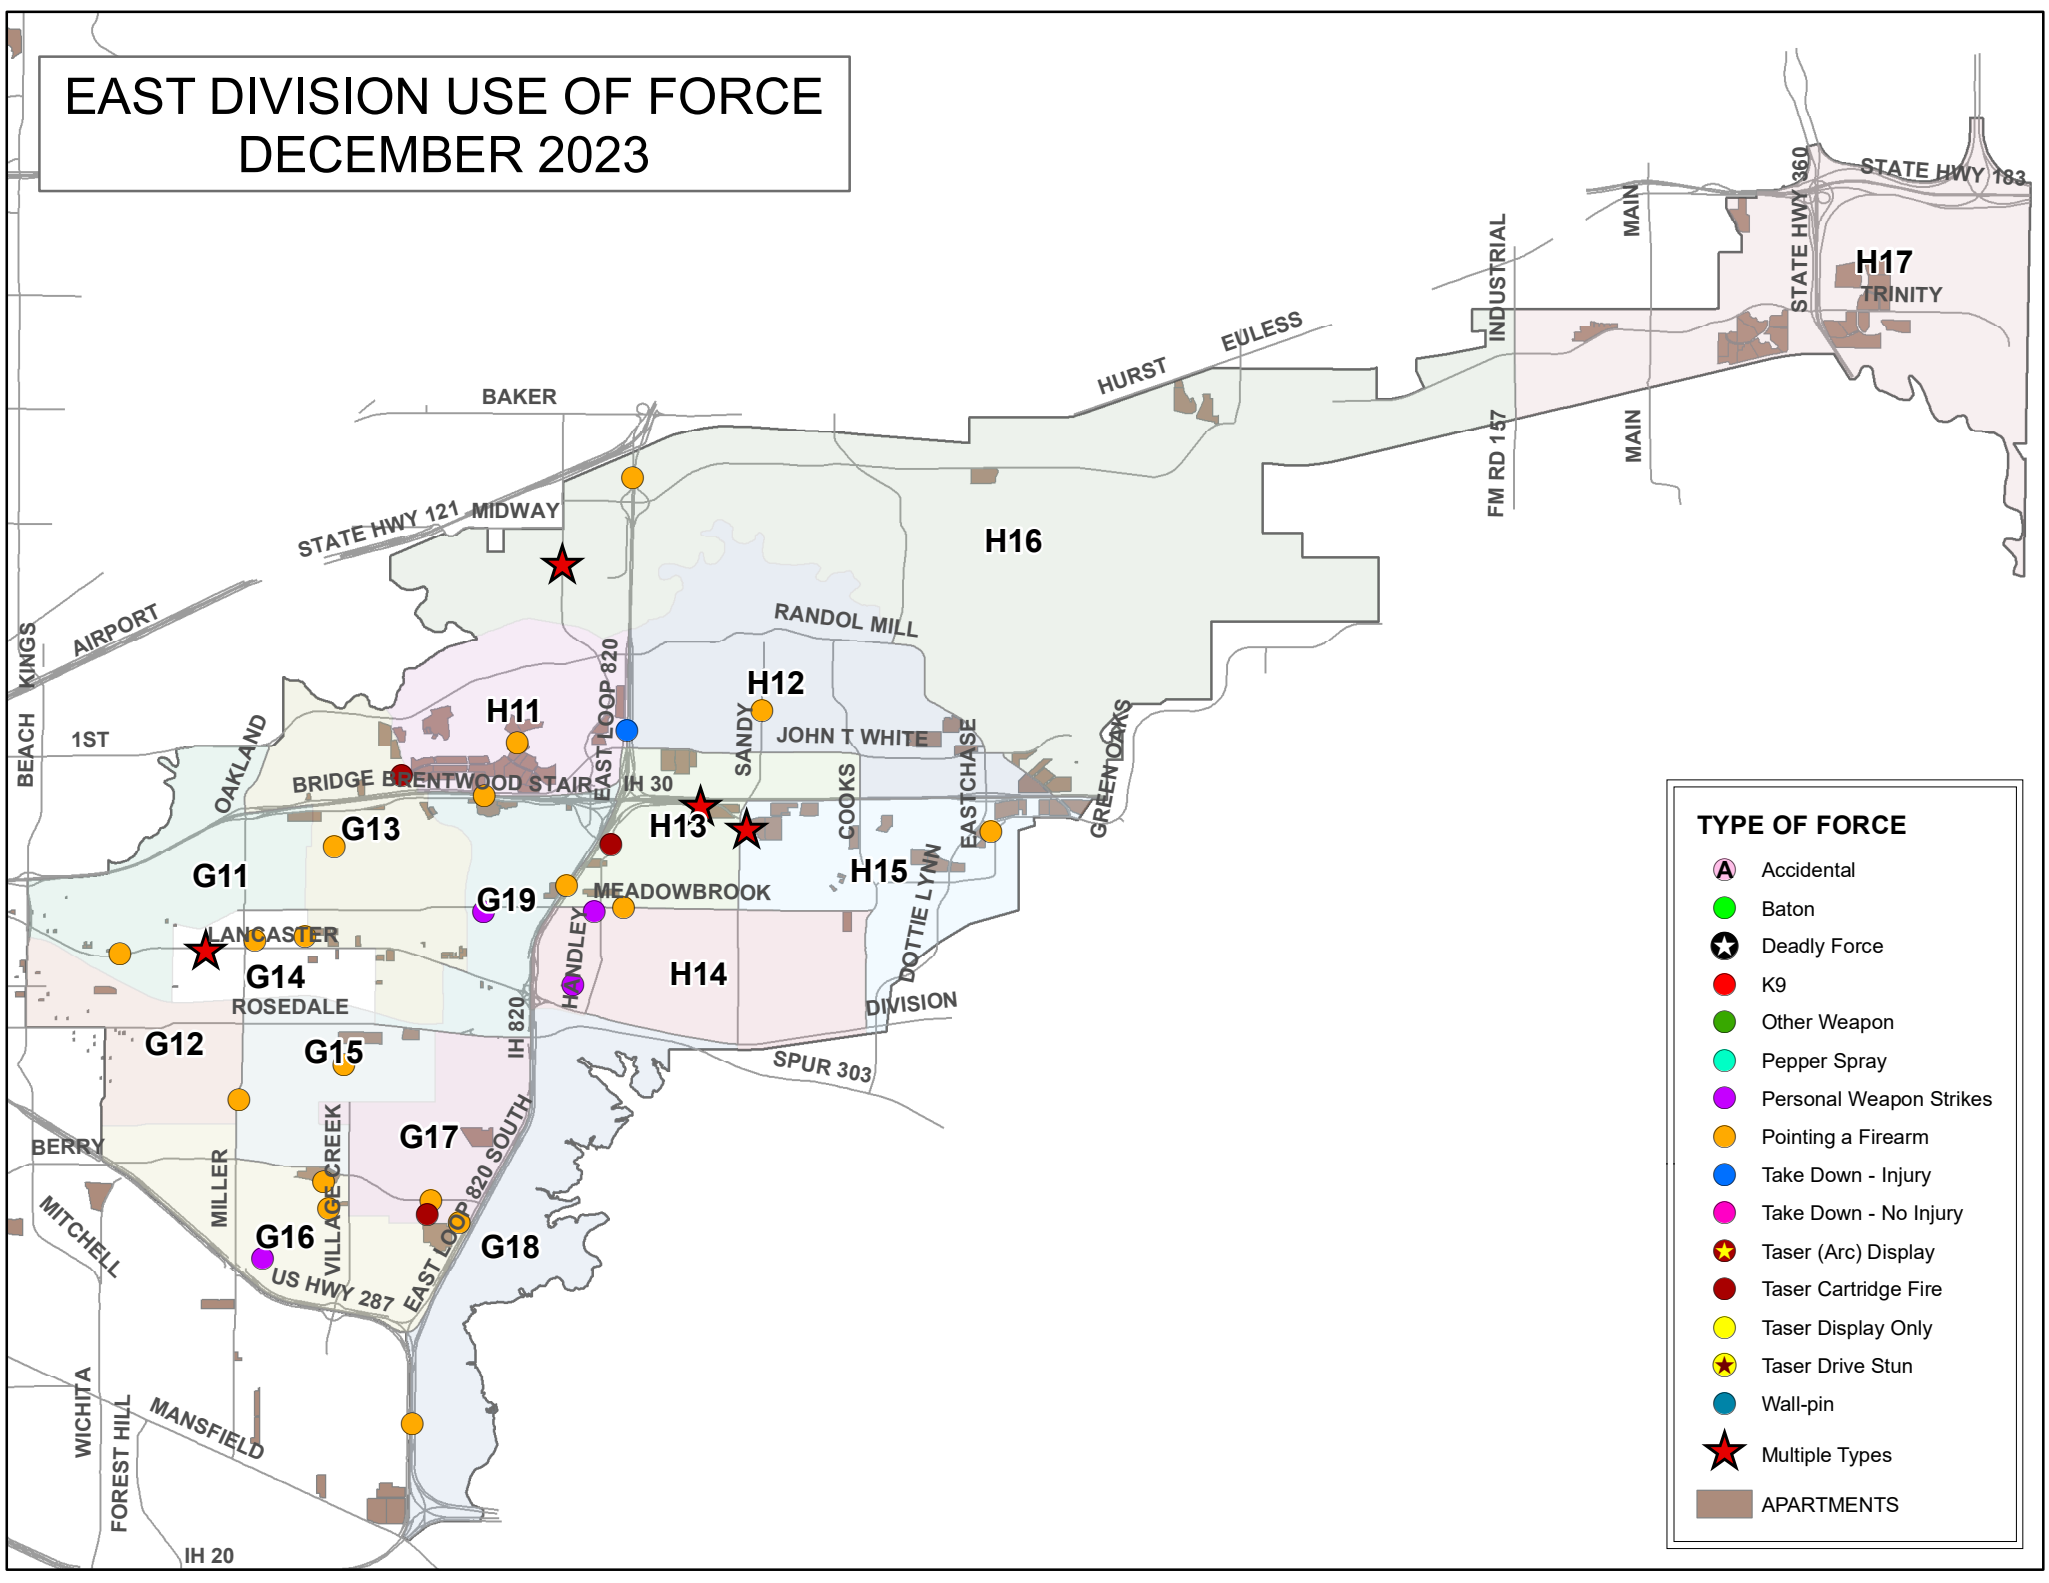 EAST DIVISION USE OF FORCE
DECEMBER 2023
STATE HWY 183
STATE HWY 360
MAIN
H17
TRINITY
INDUSTRIAL
EULESS
HURST
BAKER
FM RD 157
MAIN
STATE HWY 121
MIDWAY
H16
RANDOL MILL
AIRPORT
KINGS
BEACH
1ST
OAKLAND
EAST LOOP 820
H11
H12
SANDY
JOHN T WHITE
EASTCHASE
GREEN OAKS
GREEN OAKS
BRIDGE
BRENTWOOD STAIR
IH 30
COOKS
G13
H13
G11
H15
G19
MEADOWBROOK
DOTTIE LYNN
LANCASTER
HANDLEY
G14
H14
ROSEDALE
DIVISION
IH 820
G12
G15
SPUR 303
BERRY
MILLER
VILLAGE CREEK
G17
EAST LOOP 820 SOUTH
MITCHELL
G16
G18
US HWY 287
WICHITA
FOREST HILL
MANSFIELD
IH 20
TYPE OF FORCE
A Accidental
Baton
Deadly Force
K9
Other Weapon
Pepper Spray
Personal Weapon Strikes
Pointing a Firearm
Take Down - Injury
Take Down - No Injury
Taser (Arc) Display
Taser Cartridge Fire
Taser Display Only
Taser Drive Stun
Wall-pin
Multiple Types
APARTMENTS